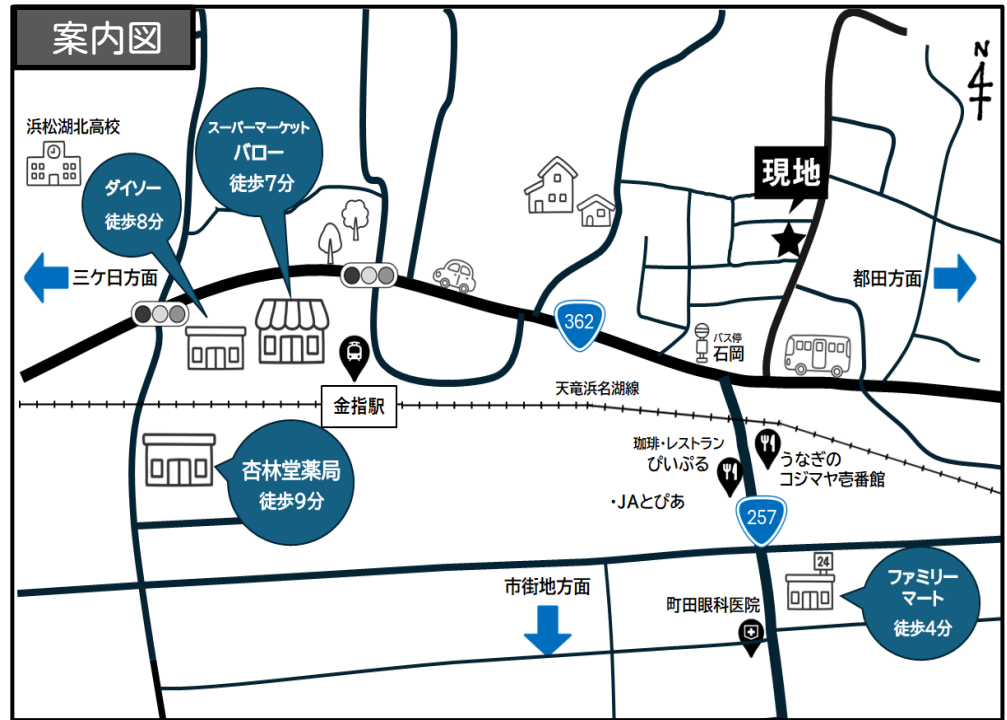 案内図
N
浜松湖北高校
スーパーマーケット
バロー
徒歩7分
ダイソー
徒歩8分
現地
三ケ日方面
都田方面
362
バス停
石岡
天竜浜名湖線
金指駅
珈琲・レストラン
ぴいぷる
うなぎの
コジマヤ壱番館
・JAとぴあ
杏林堂薬局
徒歩9分
257
24
ファミリー
マート
徒歩4分
市街地方面
町田眼科医院